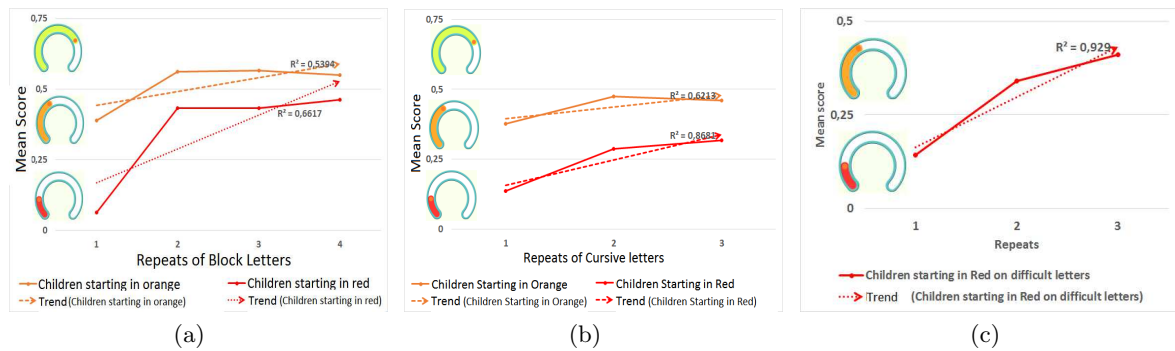 0,75
0,5
0,25
0
Mean Score
R² = 0,5394
R² = 0,6617
1 2 3 4
Repeats of Block Letters
Children starting in orange
Children starting in red
Trend (Children starting in orange)
Trend (Children starting in red)
(a)
0,75
0,5
0,25
0
Mean Score
R² = 0,6213
R² = 0,8681
1 2 3
Repeats of Cursive letters
Children starting in Orange
Children Starting in Red
Trend (Children Starting in Orange)
Trend (Children Starting in Red)
(b)
0,5
0,25
0
Mean score
R² = 0,929
1 2 3
Repeats
Children starting in Red on difficult letters
Trend (Children starting in Red on difficult letters)
(c)